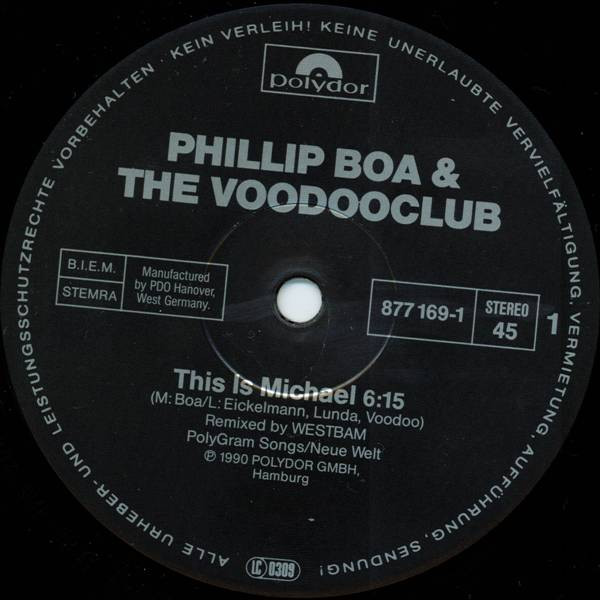 ALLE URHEBER- UND LEISTUNGSSCHUTZRECHTE VORBEHALTEN · KEIN VERLEIH! KEINE UNERLAUBTE VERVIELFÄLTIGUNG, VERMIETUNG, AUFFÜHRUNG, SENDUNG!
polydor
PHILLIP BOA &
THE VOODOOCLUB
B.I.E.M.
STEMRA
Manufactured
by PDO Hanover,
West Germany.
877 169-1
STEREO
45
1
This Is Michael 6:15
(M: Boa/L: Eickelmann, Lunda, Voodoo)
Remixed by WESTBAM
PolyGram Songs/Neue Welt
℗ 1990 POLYDOR GMBH,
Hamburg
LC 0309